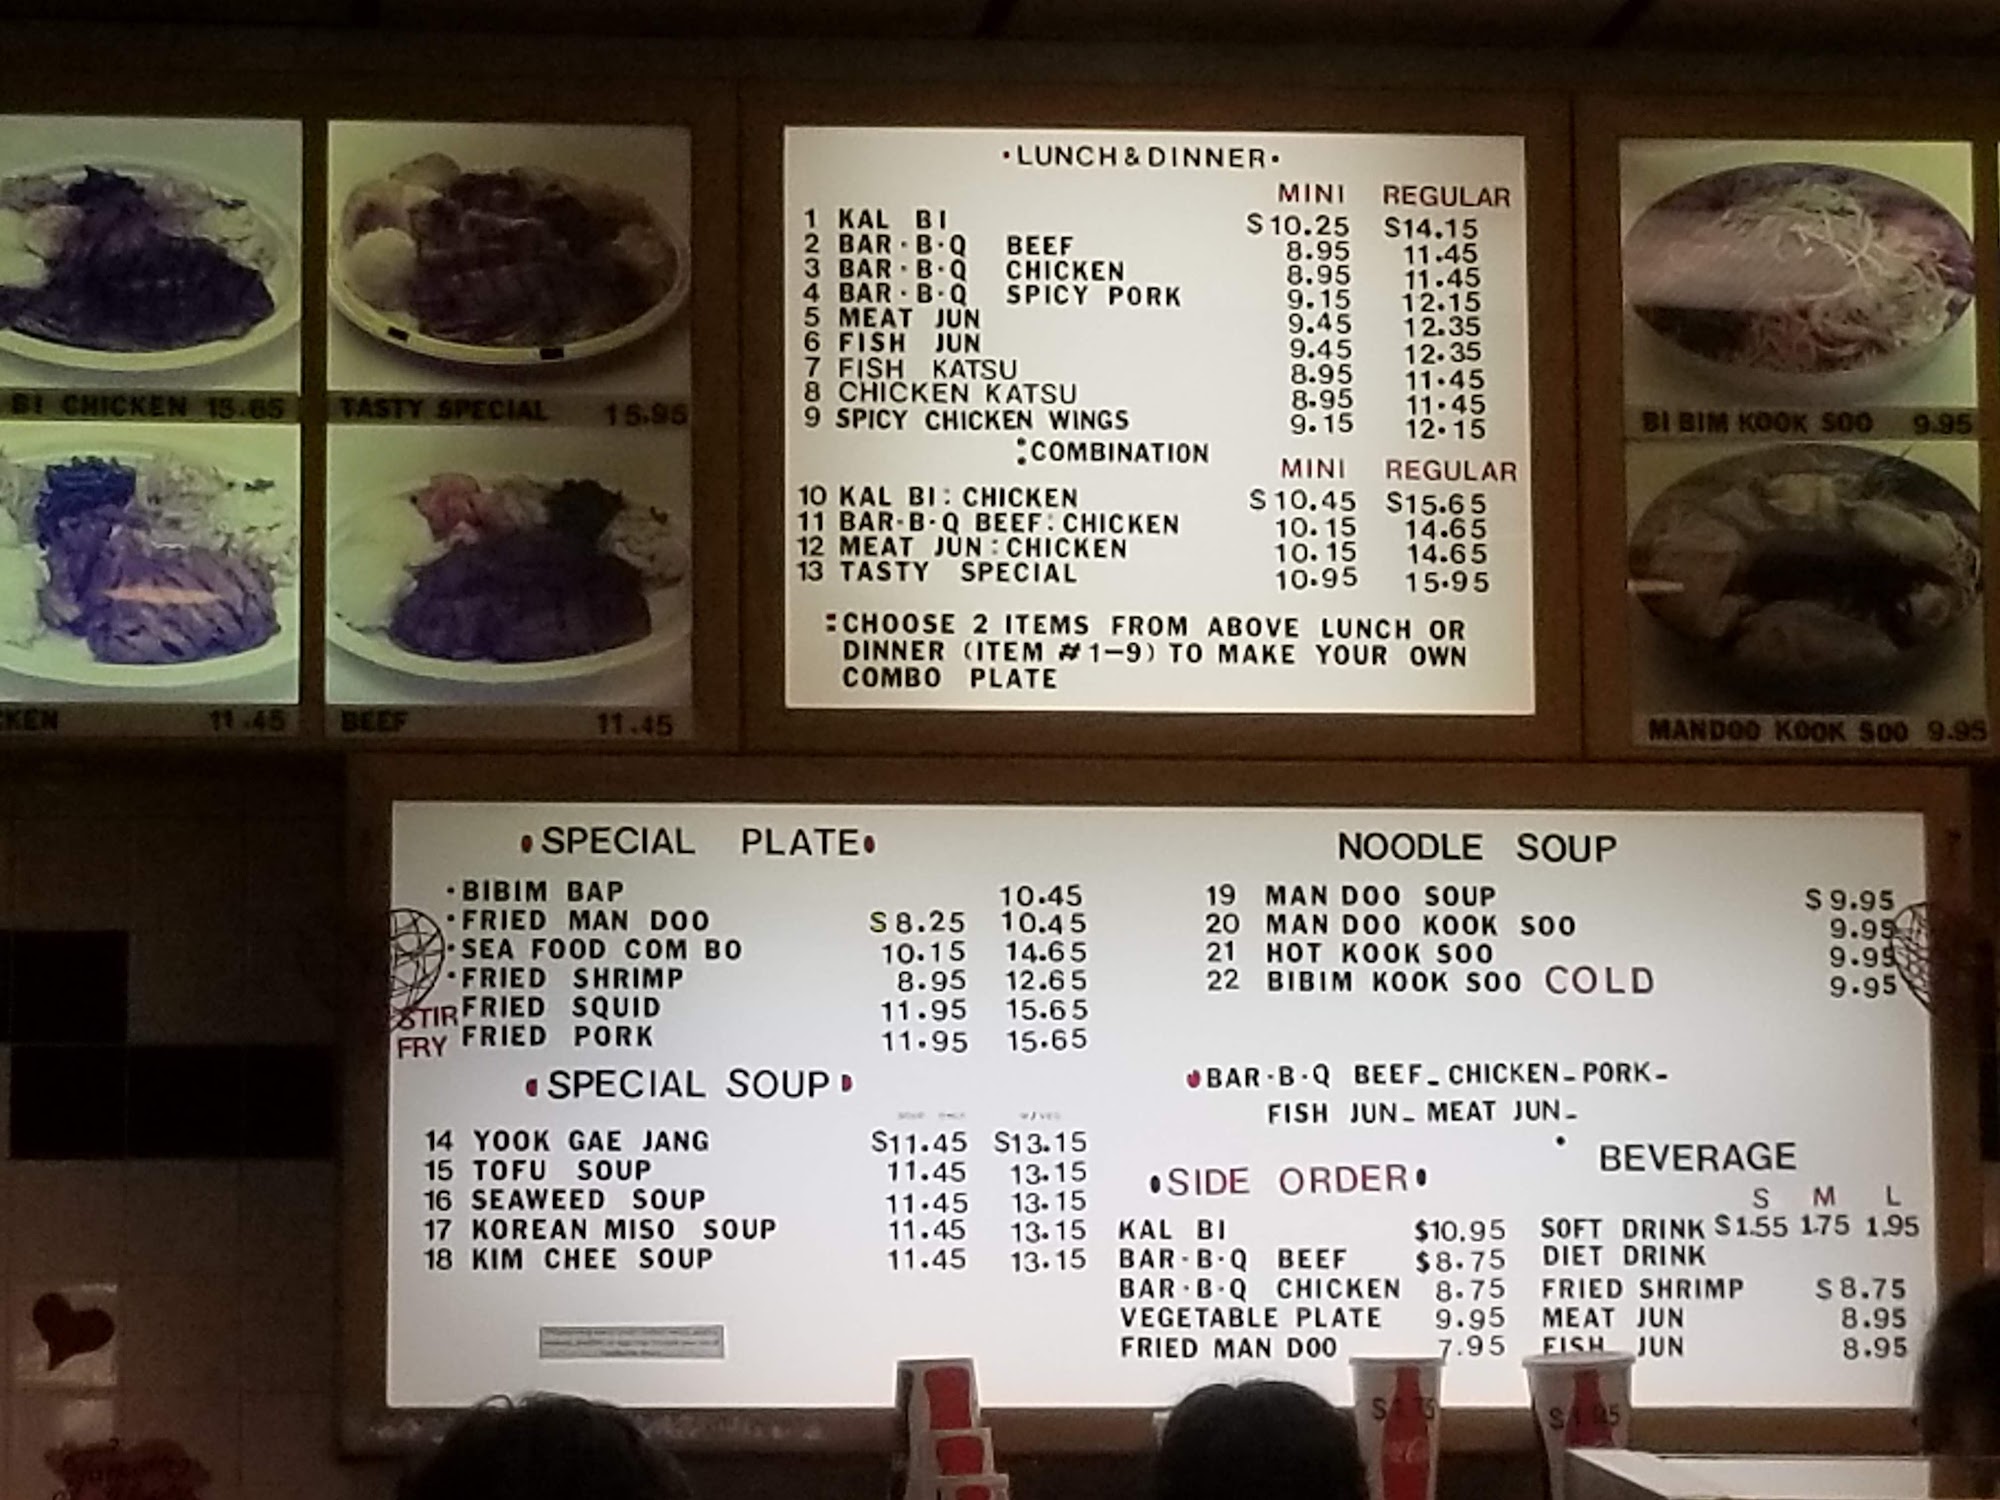 BI CHICKEN 15.65
TASTY SPECIAL 15.95
KEN 11.45
BEEF 11.45
•LUNCH & DINNER•
MINI REGULAR
1 KAL BI $10.25 $14.15
2 BAR·B·Q BEEF 8.95 11.45
3 BAR·B·Q CHICKEN 8.95 11.45
4 BAR·B·Q SPICY PORK 9.15 12.15
5 MEAT JUN 9.45 12.35
6 FISH JUN 9.45 12.35
7 FISH KATSU 8.95 11.45
8 CHICKEN KATSU 8.95 11.45
9 SPICY CHICKEN WINGS 9.15 12.15
:COMBINATION
MINI REGULAR
10 KAL BI : CHICKEN $10.45 $15.65
11 BAR-B-Q BEEF : CHICKEN 10.15 14.65
12 MEAT JUN : CHICKEN 10.15 14.65
13 TASTY SPECIAL 10.95 15.95
:CHOOSE 2 ITEMS FROM ABOVE LUNCH OR
DINNER (ITEM #1-9) TO MAKE YOUR OWN
COMBO PLATE
BI BIM KOOK SOO 9.95
MANDOO KOOK SOO 9.95
•SPECIAL PLATE•
•BIBIM BAP 10.45
•FRIED MAN DOO $8.25 10.45
•SEA FOOD COM BO 10.15 14.65
•FRIED SHRIMP 8.95 12.65
STIR FRIED SQUID 11.95 15.65
FRY FRIED PORK 11.95 15.65
•SPECIAL SOUP•
14 YOOK GAE JANG $11.45 $13.15
15 TOFU SOUP 11.45 13.15
16 SEAWEED SOUP 11.45 13.15
17 KOREAN MISO SOUP 11.45 13.15
18 KIM CHEE SOUP 11.45 13.15
NOODLE SOUP
19 MAN DOO SOUP $9.95
20 MAN DOO KOOK SOO 9.95
21 HOT KOOK SOO 9.95
22 BIBIM KOOK SOO COLD 9.95
•BAR·B·Q BEEF- CHICKEN-PORK-
FISH JUN- MEAT JUN-
•SIDE ORDER•
KAL BI $10.95
BAR·B·Q BEEF $8.75
BAR·B·Q CHICKEN 8.75
VEGETABLE PLATE 9.95
FRIED MAN DOO 7.95
BEVERAGE
S M L
SOFT DRINK $1.55 1.75 1.95
DIET DRINK
FRIED SHRIMP $8.75
MEAT JUN 8.95
FISH JUN 8.95